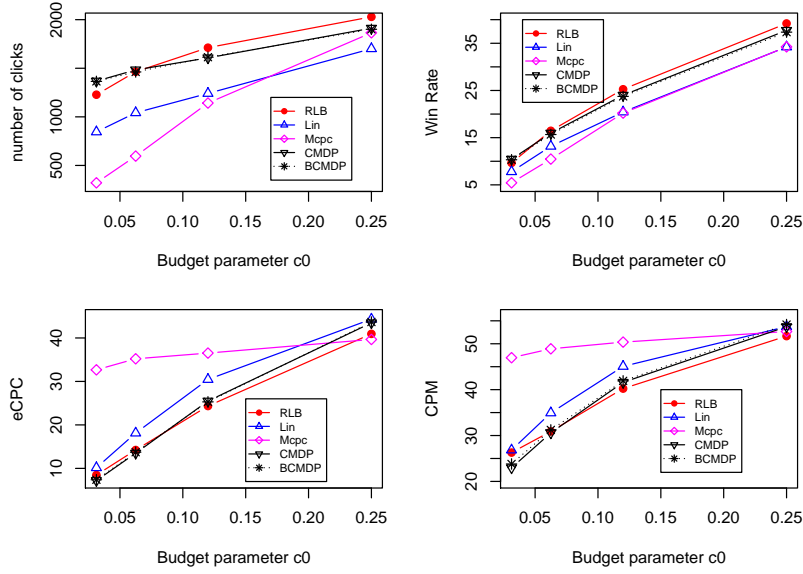 number of clicks
2000
1000
500
RLB
Lin
Mcpc
CMDP
BCMDP
0.05 0.10 0.15 0.20 0.25
Budget parameter c0
Win Rate
35
25
15
5
RLB
Lin
Mcpc
CMDP
BCMDP
0.05 0.10 0.15 0.20 0.25
Budget parameter c0
eCPC
40
30
20
10
RLB
Lin
Mcpc
CMDP
BCMDP
0.05 0.10 0.15 0.20 0.25
Budget parameter c0
CPM
50
40
30
20
RLB
Lin
Mcpc
CMDP
BCMDP
0.05 0.10 0.15 0.20 0.25
Budget parameter c0